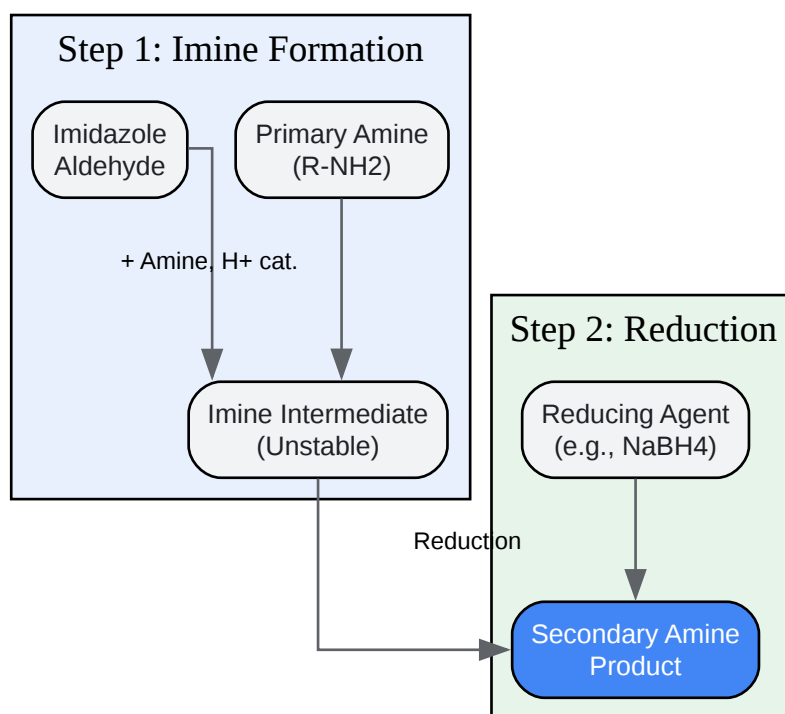 Step 1: Imine Formation
Imidazole
Aldehyde
Primary Amine
(R-NH2)
+ Amine, H+ cat.
Imine Intermediate
(Unstable)
Step 2: Reduction
Reducing Agent
(e.g., NaBH4)
Reduction
Secondary Amine
Product